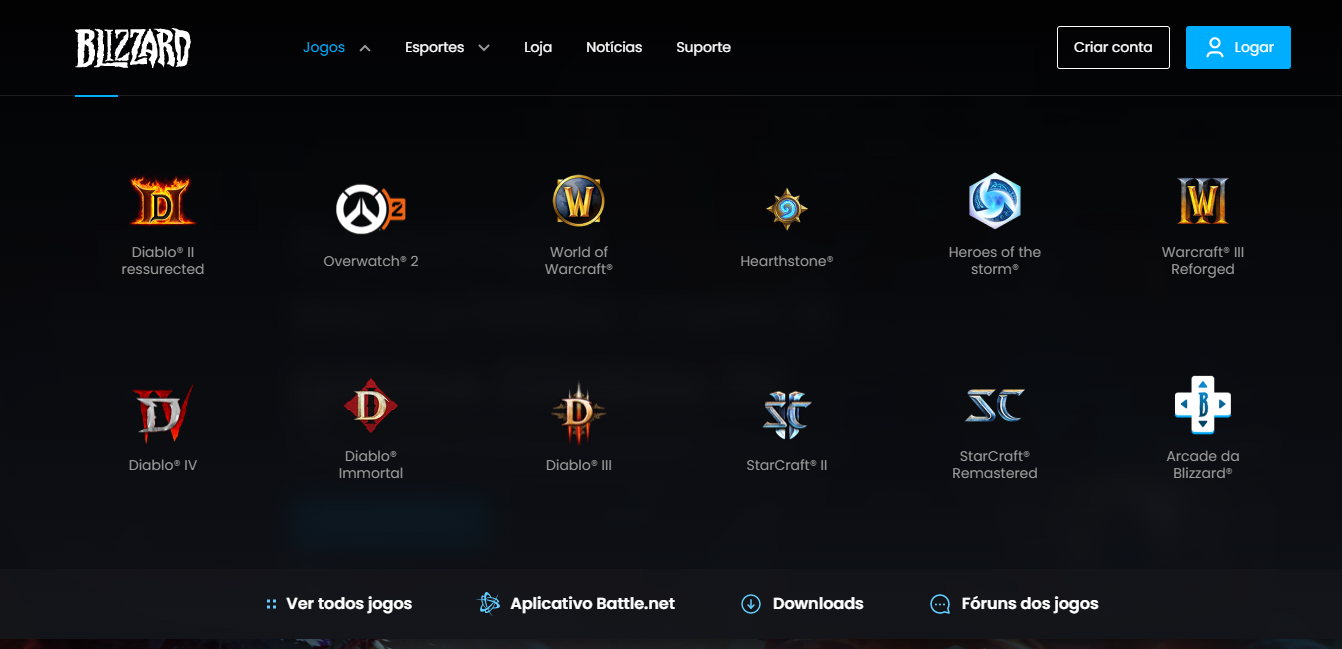 BLIZZARD
Jogos
Esportes
Loja
Notícias
Suporte
Criar conta
Logar
Diablo® II
ressurected
Overwatch® 2
World of
Warcraft®
Hearthstone®
Heroes of the
storm®
Warcraft® III
Reforged
Diablo® IV
Diablo®
Immortal
Diablo® III
StarCraft® II
StarCraft®
Remastered
Arcade da
Blizzard®
Ver todos jogos
Aplicativo Battle.net
Downloads
Fóruns dos jogos